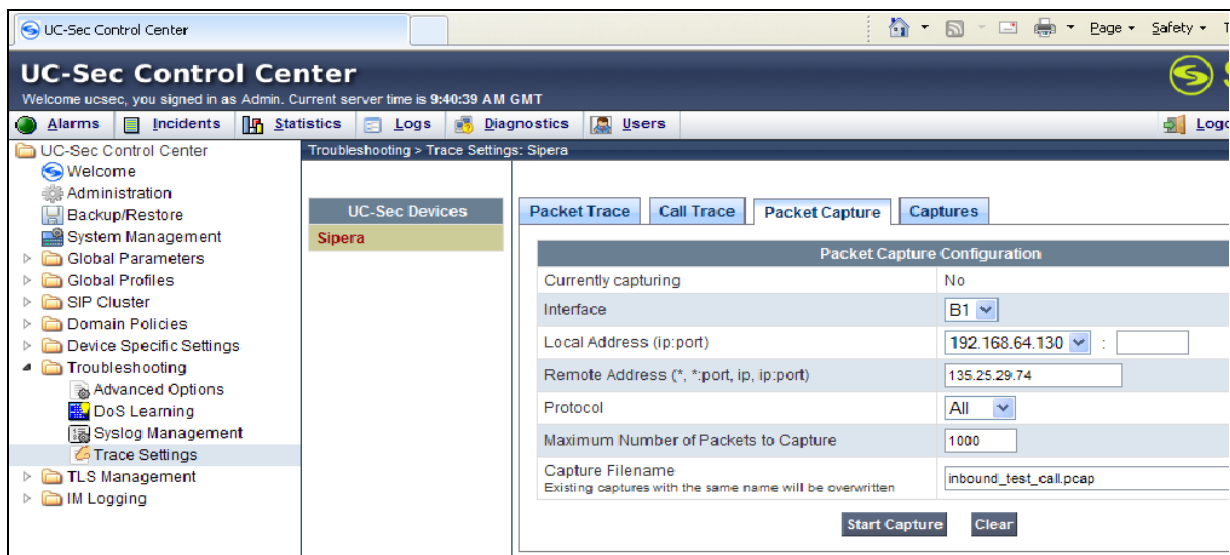 UC-Sec Control Center
Page
Safety
UC-Sec Control Center
Welcome ucsec, you signed in as Admin. Current server time is 9:40:39 AM GMT
Alarms Incidents Statistics Logs Diagnostics Users
UC-Sec Control Center
Welcome
Administration
Backup/Restore
System Management
Global Parameters
Global Profiles
SIP Cluster
Domain Policies
Device Specific Settings
Troubleshooting
Advanced Options
DoS Learning
Syslog Management
Trace Settings
TLS Management
IM Logging
Troubleshooting > Trace Settings: Sipera
UC-Sec Devices
Sipera
Packet Trace Call Trace Packet Capture Captures
Packet Capture Configuration
Currently capturing No
Interface B1
Local Address (ip:port) 192.168.64.130 :
Remote Address (*, *:port, ip, ip:port) 135.25.29.74
Protocol All
Maximum Number of Packets to Capture 1000
Capture Filename inbound_test_call.pcap
Existing captures with the same name will be overwritten
Start Capture Clear